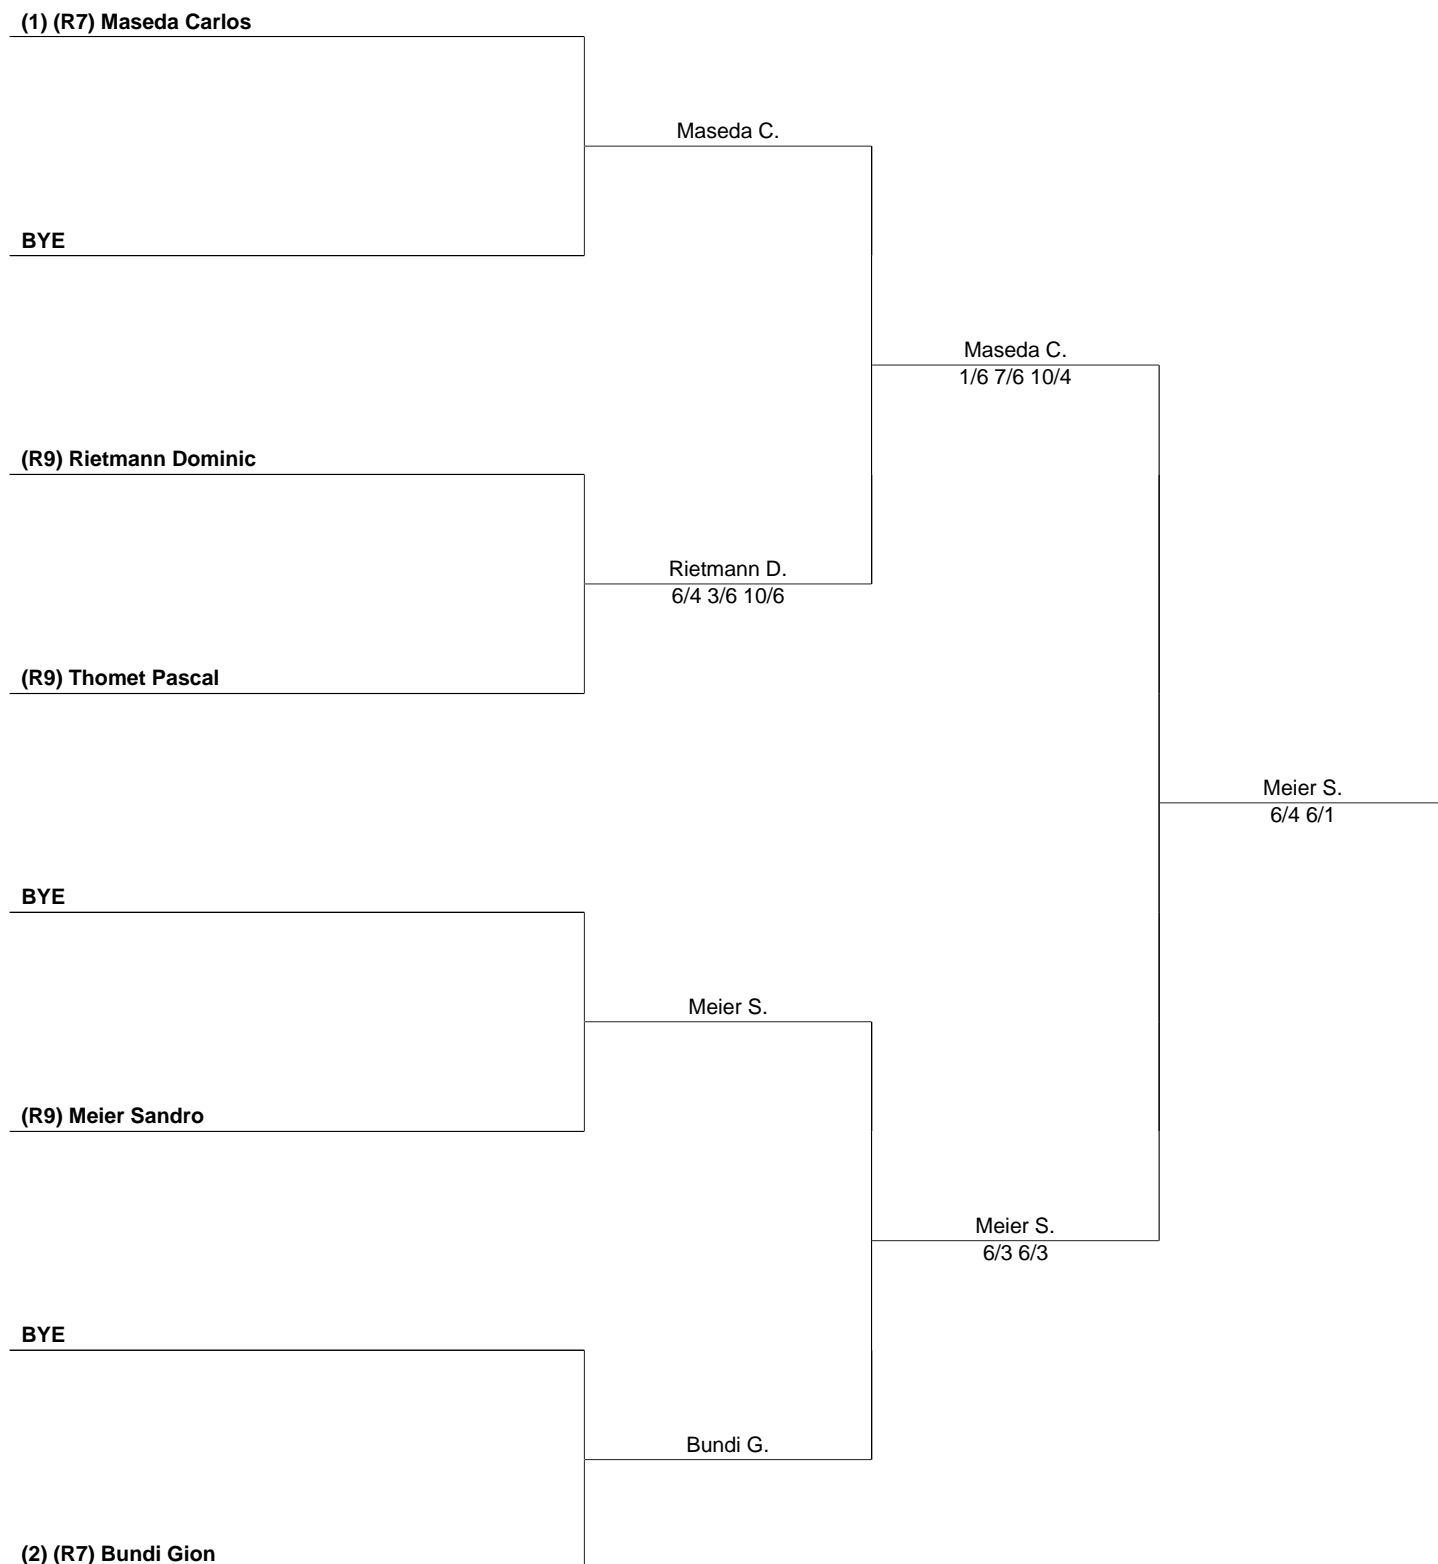 (1) (R7) Maseda Carlos
Maseda C.
BYE
Maseda C.
1/6 7/6 10/4
(R9) Rietmann Dominic
Rietmann D.
6/4 3/6 10/6
(R9) Thomet Pascal
Meier S.
6/4 6/1
BYE
Meier S.
(R9) Meier Sandro
Meier S.
6/3 6/3
BYE
Bundi G.
(2) (R7) Bundi Gion